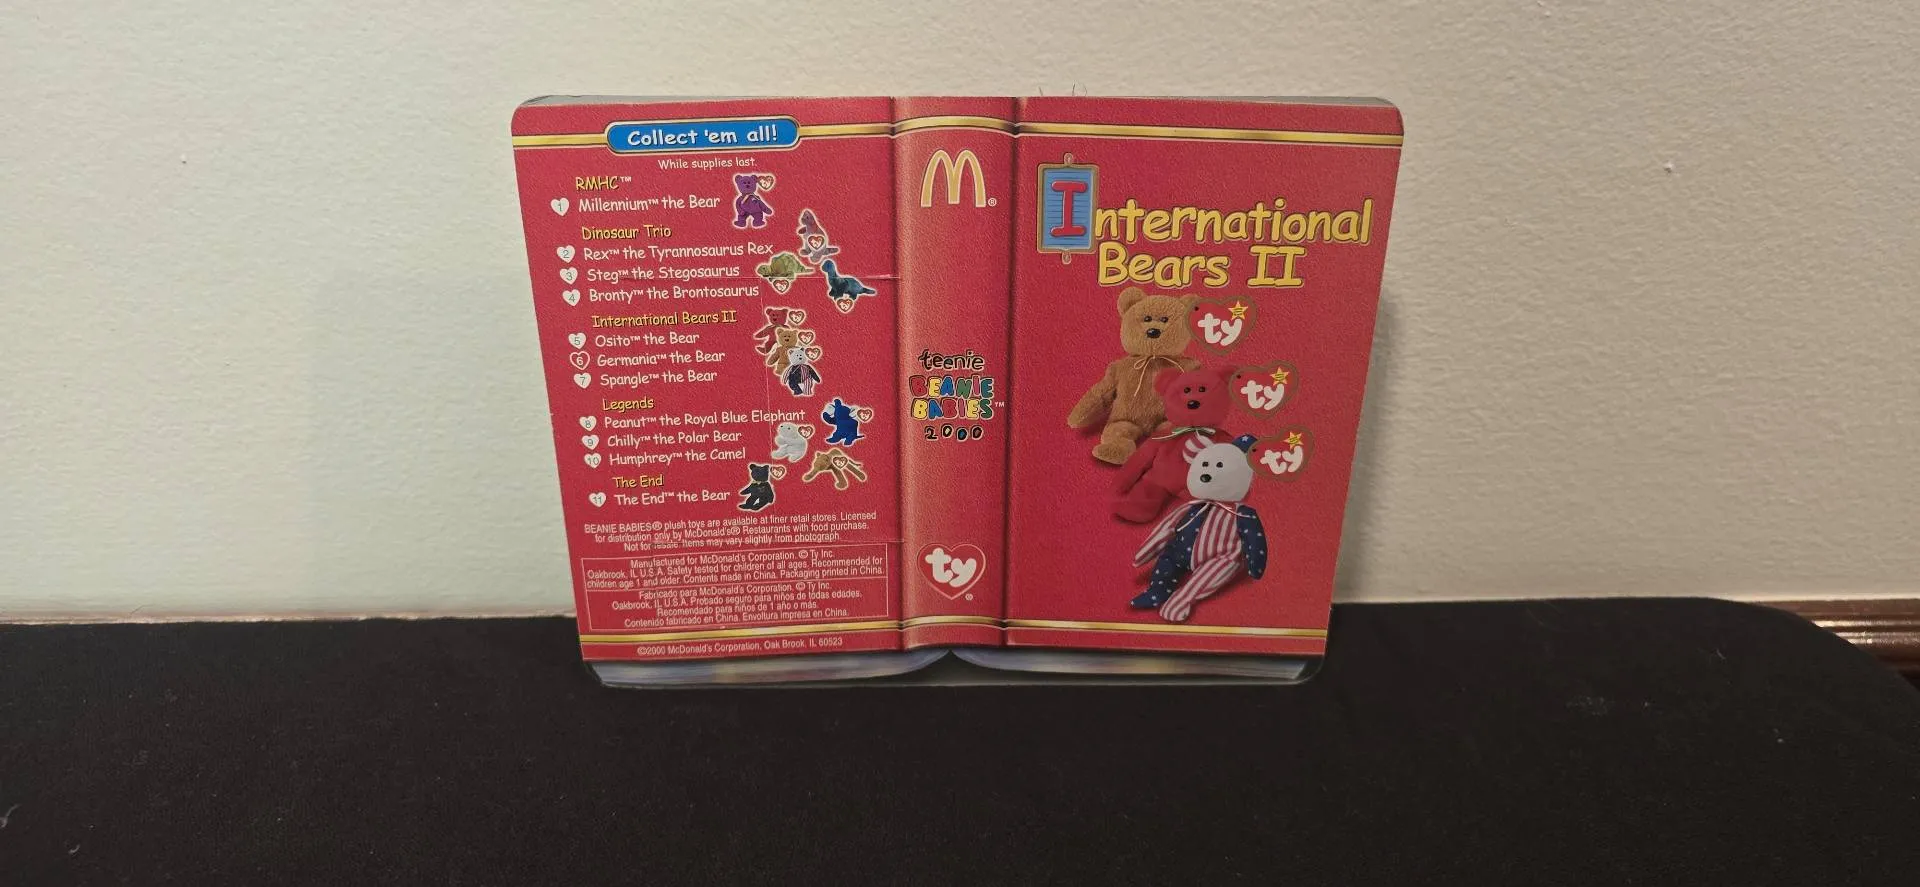 Collect 'em all!
While supplies last.
RMHC™
1 Millennium™ the Bear
Dinosaur Trio
2 Rex™ the Tyrannosaurus Rex
3 Steg™ the Stegosaurus
4 Bronty™ the Brontosaurus
International Bears II
5 Osito™ the Bear
6 Germania™ the Bear
7 Spangle™ the Bear
Legends
8 Peanut™ the Royal Blue Elephant
9 Chilly™ the Polar Bear
10 Humphrey™ the Camel
The End
11 The End™ the Bear
BEANIE BABIES® plush toys are available at finer retail stores. Licensed
for distribution only by McDonald's® Restaurants with food purchase.
Not for resale. Items may vary slightly from photograph.
Manufactured for McDonald's Corporation. © Ty Inc.
Oakbrook, IL U.S.A. Safety tested for children of all ages. Recommended for
children age 1 and older. Contents made in China. Packaging printed in China.
Fabricado para McDonald's Corporation. © Ty Inc.
Oakbrook, IL U.S.A. Probado seguro para niños de todas edades.
Recomendado para niños de 1 año o más.
Contenido fabricado en China. Envoltura impresa en China.
©2000 McDonald's Corporation, Oak Brook, IL 60523
M®
teenie
BEANIE
BABIES™
2000
ty®
International
Bears II
ty
ty
ty